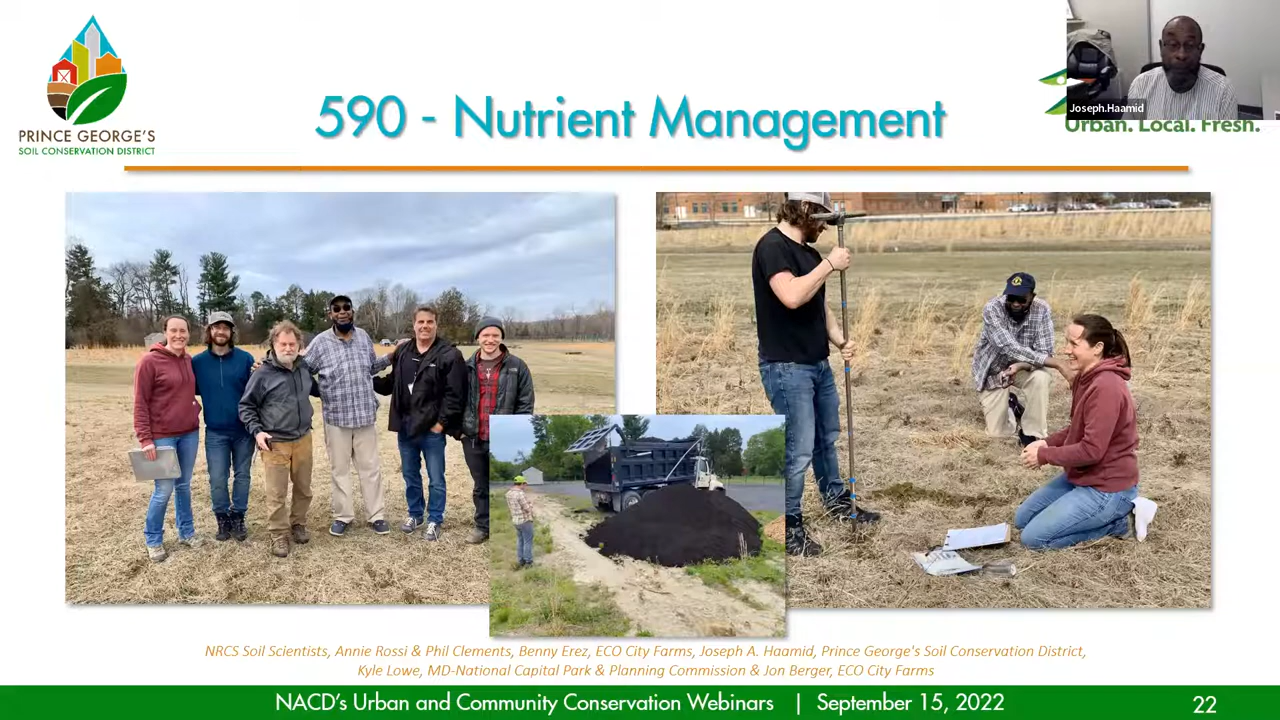 PRINCE GEORGE'S
SOIL CONSERVATION DISTRICT
590 - Nutrient Management
Joseph.Haamid
Urban. Local. Fresh.
NRCS Soil Scientists, Annie Rossi & Phil Clements, Benny Erez, ECO City Farms, Joseph A. Haamid, Prince George's Soil Conservation District,
Kyle Lowe, MD-National Capital Park & Planning Commission & Jon Berger, ECO City Farms
NACD's Urban and Community Conservation Webinars | September 15, 2022
22